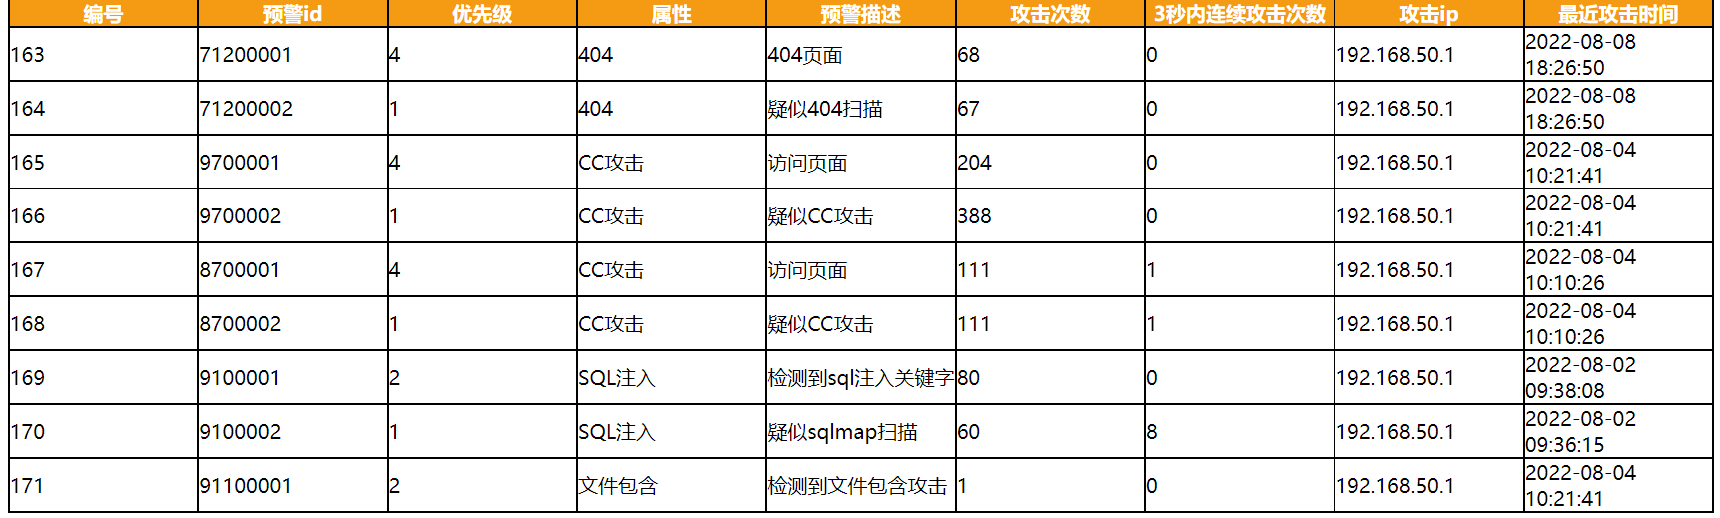 编号 预警id 优先级 属性 预警描述 攻击次数 3秒内连续攻击次数 攻击ip 最近攻击时间
163 71200001 4 404 404页面 68 0 192.168.50.1 2022-08-08
18:26:50
164 71200002 1 404 疑似404扫描 67 0 192.168.50.1 2022-08-08
18:26:50
165 9700001 4 CC攻击 访问页面 204 0 192.168.50.1 2022-08-04
10:21:41
166 9700002 1 CC攻击 疑似CC攻击 388 0 192.168.50.1 2022-08-04
10:21:41
167 8700001 4 CC攻击 访问页面 111 1 192.168.50.1 2022-08-04
10:10:26
168 8700002 1 CC攻击 疑似CC攻击 111 1 192.168.50.1 2022-08-04
10:10:26
169 9100001 2 SQL注入 检测到sql注入关键字 80 0 192.168.50.1 2022-08-02
09:38:08
170 9100002 1 SQL注入 疑似sqlmap扫描 60 8 192.168.50.1 2022-08-02
09:36:15
171 91100001 2 文件包含 检测到文件包含攻击 1 0 192.168.50.1 2022-08-04
10:21:41